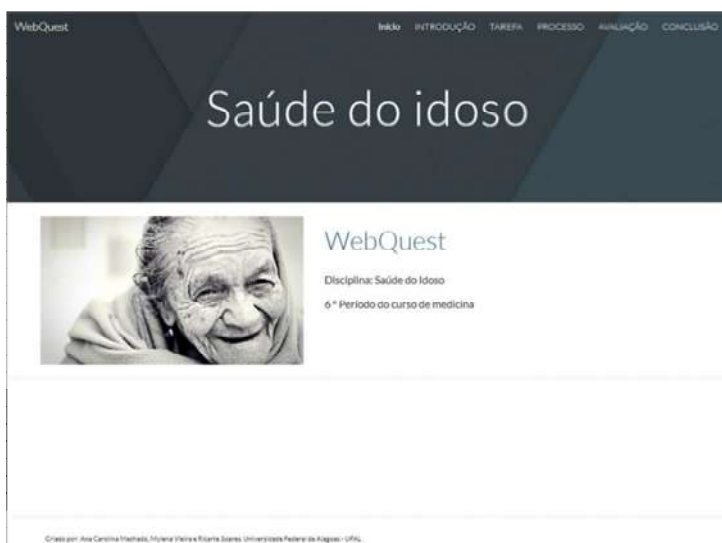 WebQuest
Início INTRODUÇÃO TAREFA PROCESSO AVALIAÇÃO CONCLUSÃO
Saúde do idoso
WebQuest
Disciplina: Saúde do Idoso
6 º Período do curso de medicina
Criado por: Ana Carolina Machado, Mylena Vieira e Ricarte Soares. Universidade Federal de Alagoas - UFAL